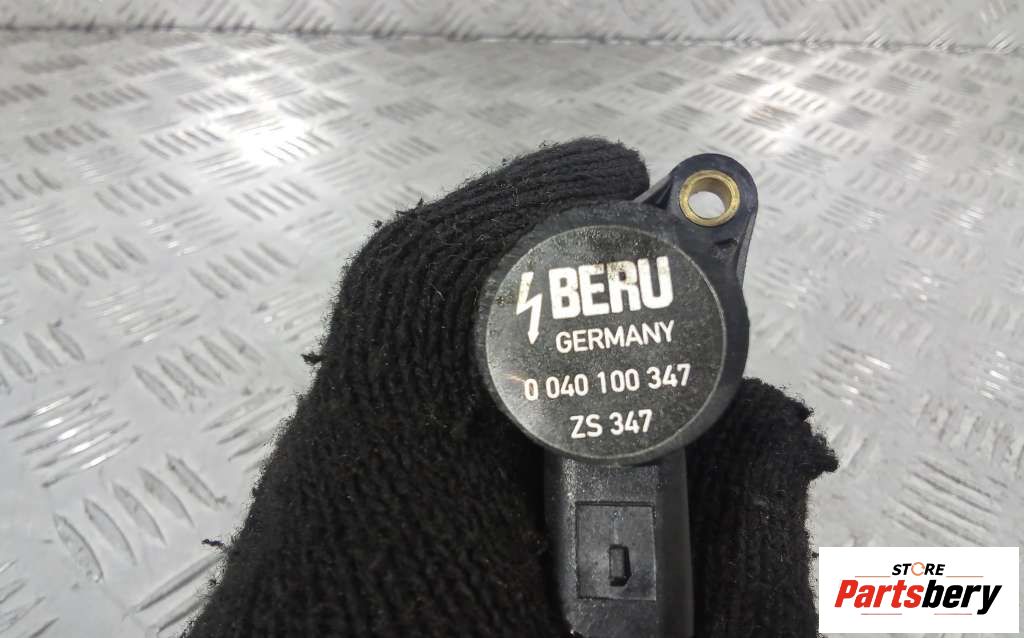 BERU
GERMANY
0 040 100 347
ZS 347
STORE
Partsbery